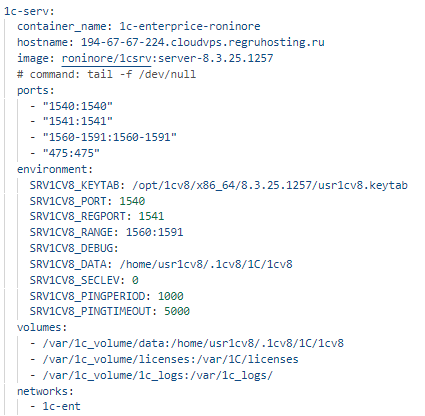 1c-serv:
container_name: 1c-enterprice-roninore
hostname: 194-67-67-224.cloudvps.regruhosting.ru
image: roninore/1csrv:server-8.3.25.1257
# command: tail -f /dev/null
ports:
- "1540:1540"
- "1541:1541"
- "1560-1591:1560-1591"
- "475:475"
environment:
SRV1CV8_KEYTAB: /opt/1cv8/x86_64/8.3.25.1257/usr1cv8.keytab
SRV1CV8_PORT: 1540
SRV1CV8_REGPORT: 1541
SRV1CV8_RANGE: 1560:1591
SRV1CV8_DEBUG:
SRV1CV8_DATA: /home/usr1cv8/.1cv8/1C/1cv8
SRV1CV8_SECLEV: 0
SRV1CV8_PINGPERIOD: 1000
SRV1CV8_PINGTIMEOUT: 5000
volumes:
- /var/1c_volume/data:/home/usr1cv8/.1cv8/1C/1cv8
- /var/1c_volume/licenses:/var/1C/licenses
- /var/1c_volume/1c_logs:/var/1c_logs/
networks:
- 1c-ent